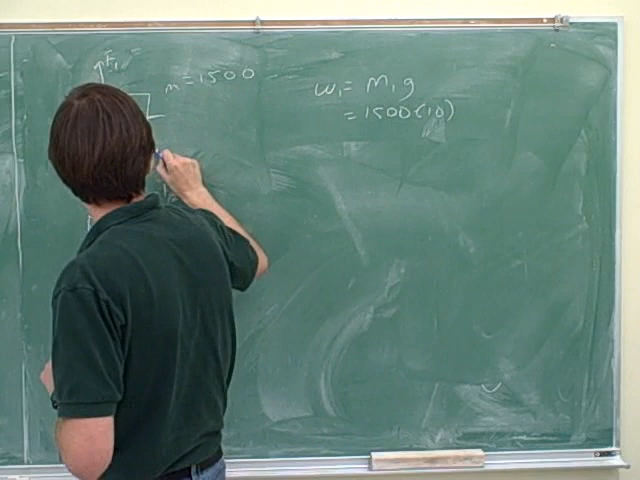 F₁ =
m = 1500
W₁ = m₁g
= 1500(10)